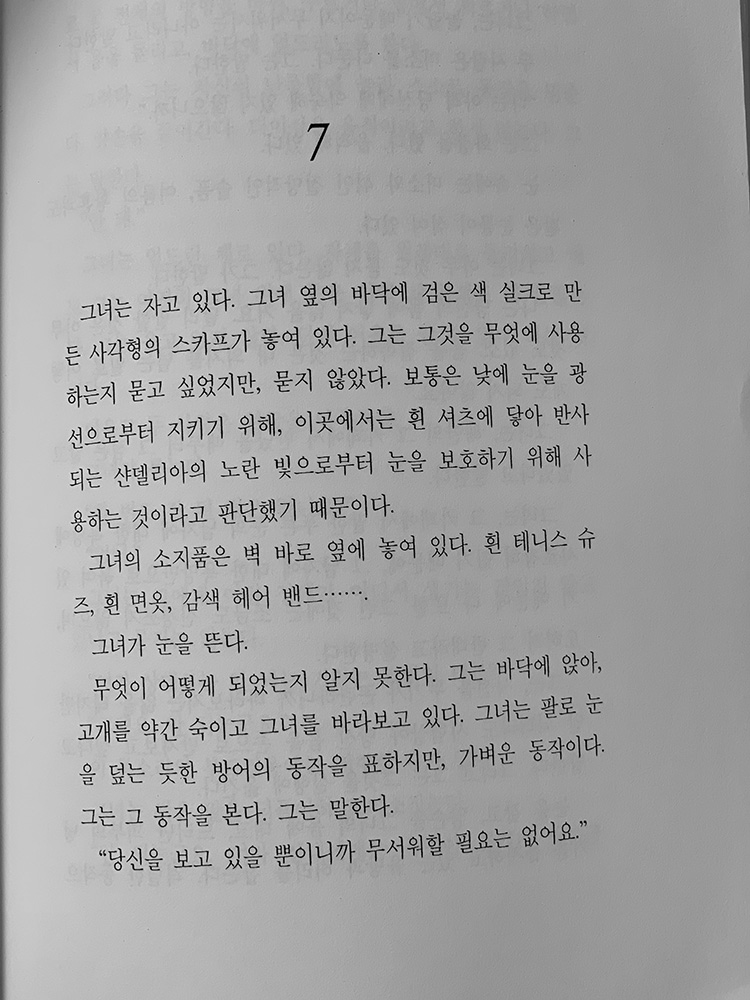 7
그녀는 자고 있다. 그녀 옆의 바닥에 검은 색 실크로 만
든 사각형의 스카프가 놓여 있다. 그는 그것을 무엇에 사용
하는지 묻고 싶었지만, 묻지 않았다. 보통은 낮에 눈을 광
선으로부터 지키기 위해, 이곳에서는 흰 셔츠에 닿아 반사
되는 샨델리아의 노란 빛으로부터 눈을 보호하기 위해 사
용하는 것이라고 판단했기 때문이다.
그녀의 소지품은 벽 바로 옆에 놓여 있다. 흰 테니스 슈
즈, 흰 면옷, 감색 헤어 밴드…….
그녀가 눈을 뜬다.
무엇이 어떻게 되었는지 알지 못한다. 그는 바닥에 앉아,
고개를 약간 숙이고 그녀를 바라보고 있다. 그녀는 팔로 눈
을 덮는 듯한 방어의 동작을 표하지만, 가벼운 동작이다.
그는 그 동작을 본다. 그는 말한다.
“당신을 보고 있을 뿐이니까 무서워할 필요는 없어요.”